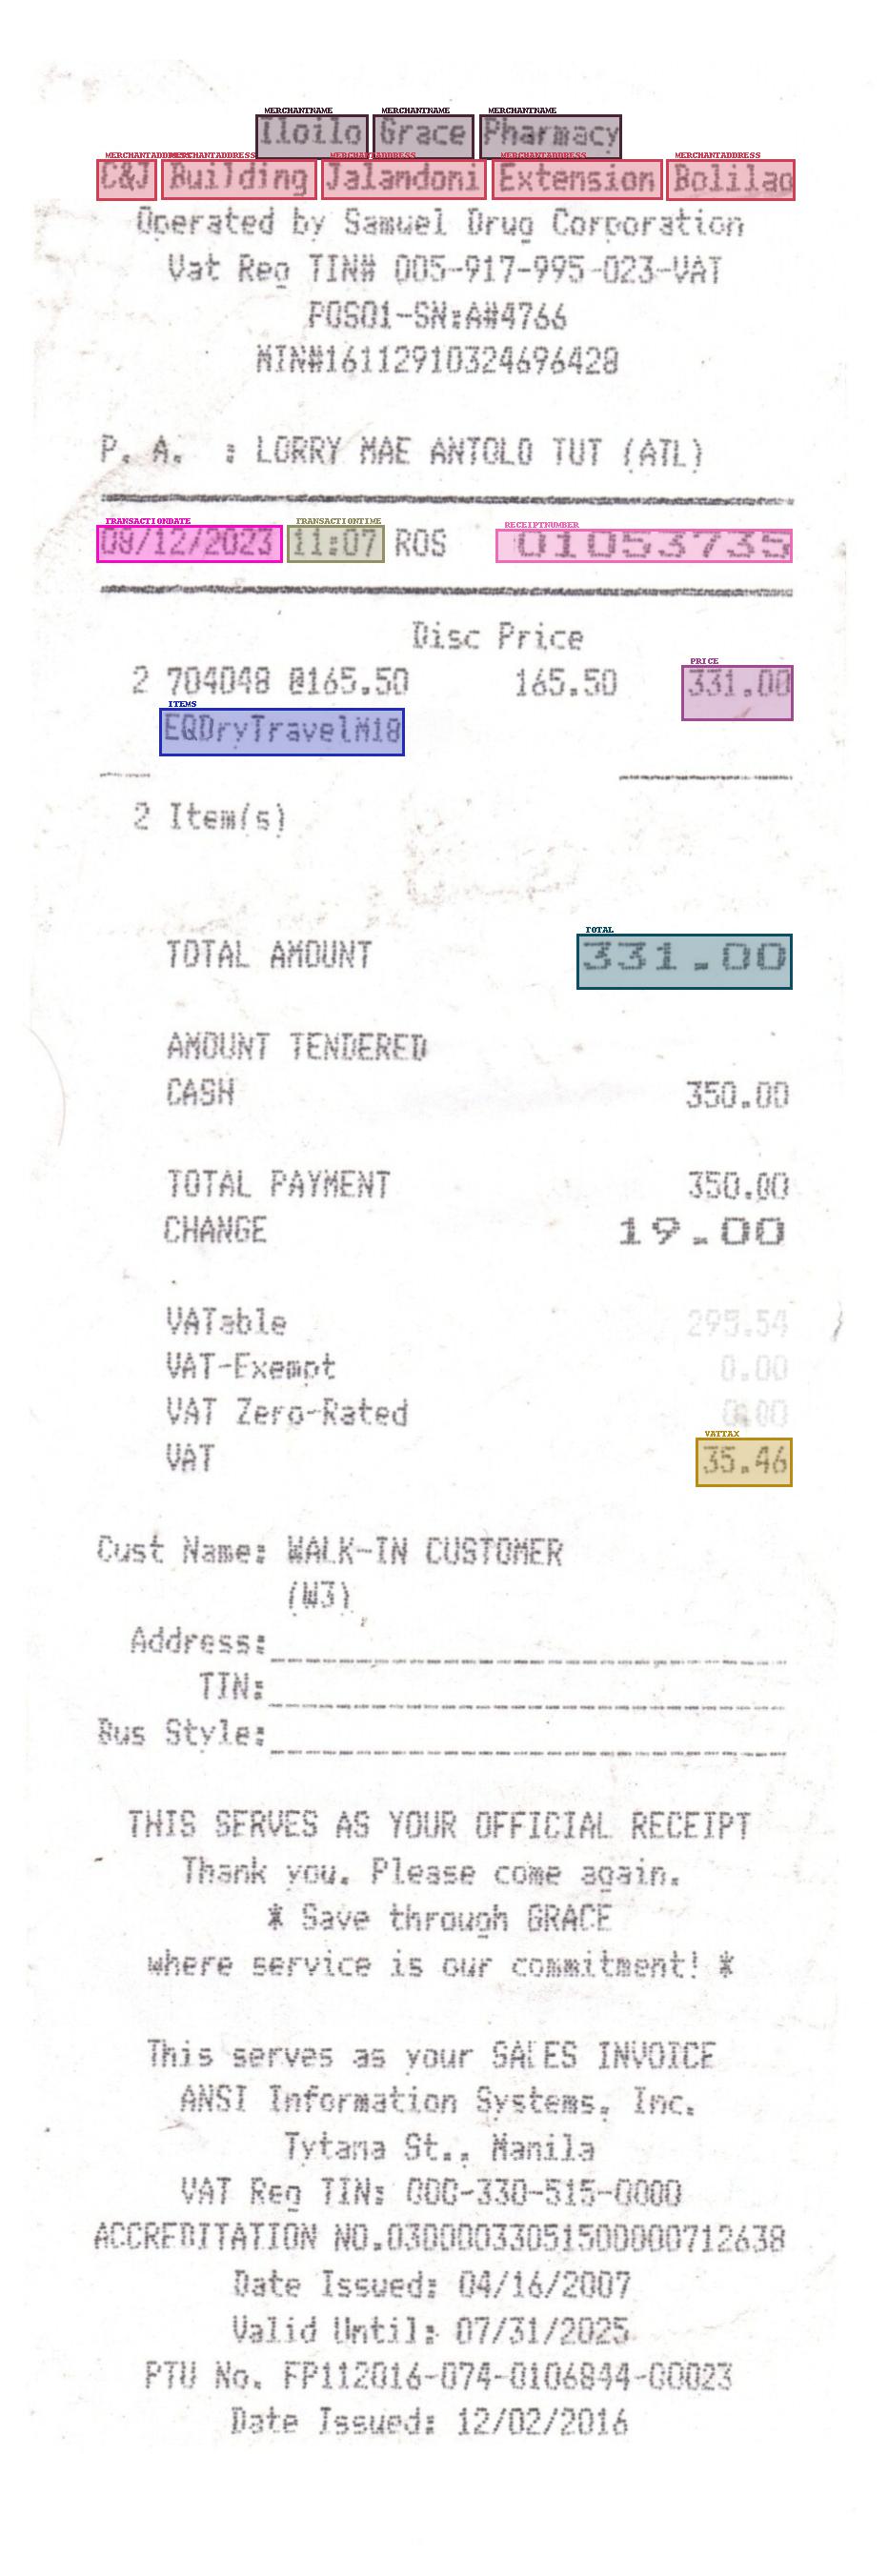 MERCHANTNAME MERCHANTNAME MERCHANTNAME
Iloilo Grace Pharmacy
MERCHANTADDRESS MERCHANTADDRESS MERCHANTADDRESS MERCHANTADDRESS MERCHANTADDRESS
C&J Building Jalandoni Extension Bolilao
Operated by Samuel Drug Corporation
Vat Reg TIN# 005-917-995-023-VAT
POS01-SN:A#4766
MIN#16112910324696428
P. A. : LORRY MAE ANTOLO TUT (ATL)
TRANSACTIONDATE TRANSACTIONTIME RECEIPTNUMBER
09/12/2023 11:07 ROS 010537735
Disc Price
PRICE
2 704048 @165.50 165.50 331.00
ITEMS
EQDryTravelM18
2 Item(s)
TOTAL
TOTAL AMOUNT 331.00
AMOUNT TENDERED
CASH 350.00
TOTAL PAYMENT 350.00
CHANGE 19.00
VATable 295.54
VAT-Exempt 0.00
VAT Zero-Rated 0.00
VATTAX
VAT 35.46
Cust Name: WALK-IN CUSTOMER
(W3)
Address:
TIN:
Bus Style:
THIS SERVES AS YOUR OFFICIAL RECEIPT
Thank you. Please come again.
* Save through GRACE
where service is our commitment! *
This serves as your SALES INVOICE
ANSI Information Systems, Inc.
Tytana St., Manila
VAT Reg TIN: 000-330-515-0000
ACCREDITATION NO.03000033051500000712638
Date Issued: 04/16/2007
Valid Until: 07/31/2025
PTU No. FP112016-074-0106844-00023
Date Issued: 12/02/2016